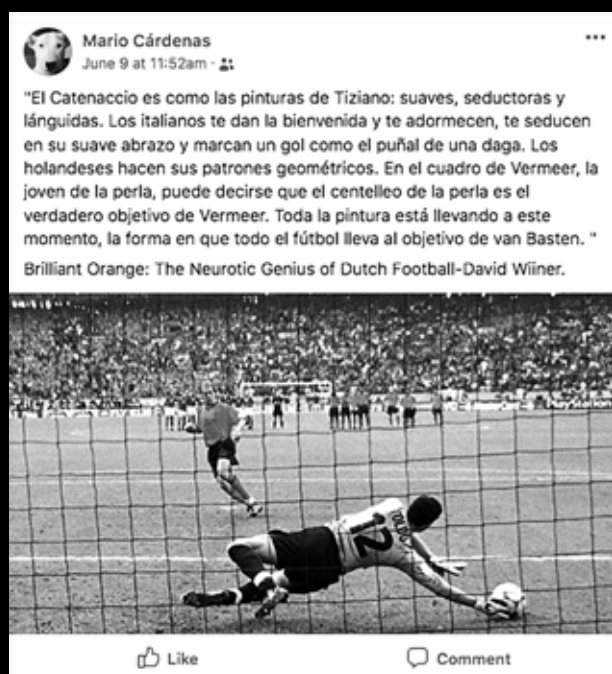 Mario Cárdenas
June 9 at 11:52am ·
"El Catenaccio es como las pinturas de Tiziano: suaves, seductoras y
lánguidas. Los italianos te dan la bienvenida y te adormecen, te seducen
en su suave abrazo y marcan un gol como el puñal de una daga. Los
holandeses hacen sus patrones geométricos. En el cuadro de Vermeer, la
joven de la perla, puede decirse que el centelleo de la perla es el
verdadero objetivo de Vermeer. Toda la pintura está llevando a este
momento, la forma en que todo el fútbol lleva al objetivo de van Basten. "
Brilliant Orange: The Neurotic Genius of Dutch Football-David Wiiner.
PlayStation
TOLDO
12
Like
Comment